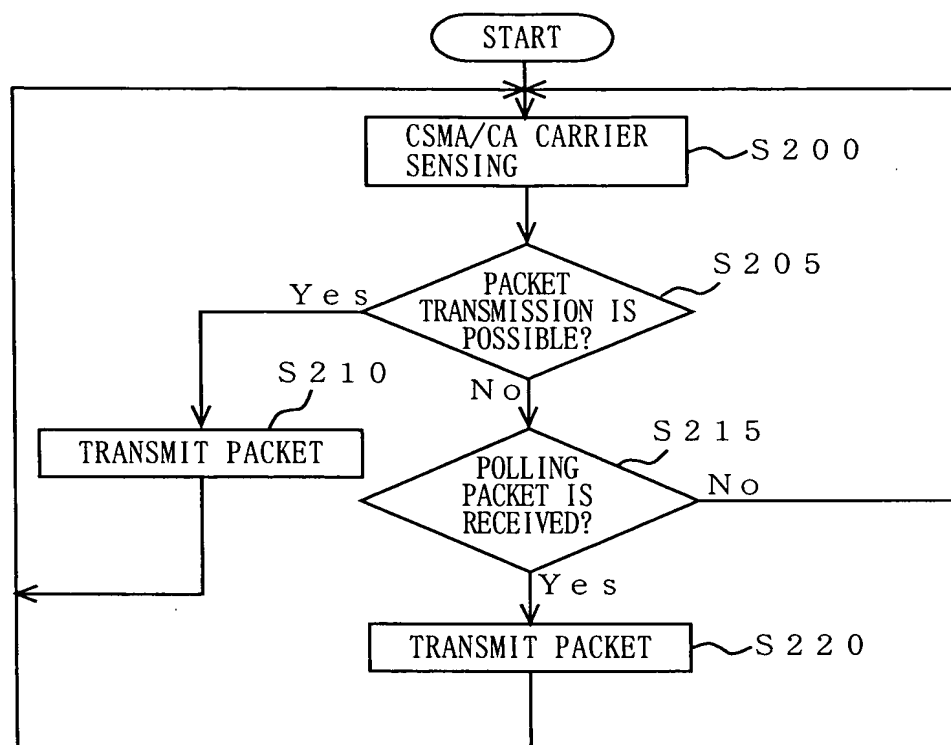 START
CSMA/CA CARRIER
SENSING
S200
PACKET
TRANSMISSION IS
POSSIBLE?
S205
Yes
No
S210
TRANSMIT PACKET
POLLING
PACKET IS
RECEIVED?
S215
No
Yes
TRANSMIT PACKET
S220